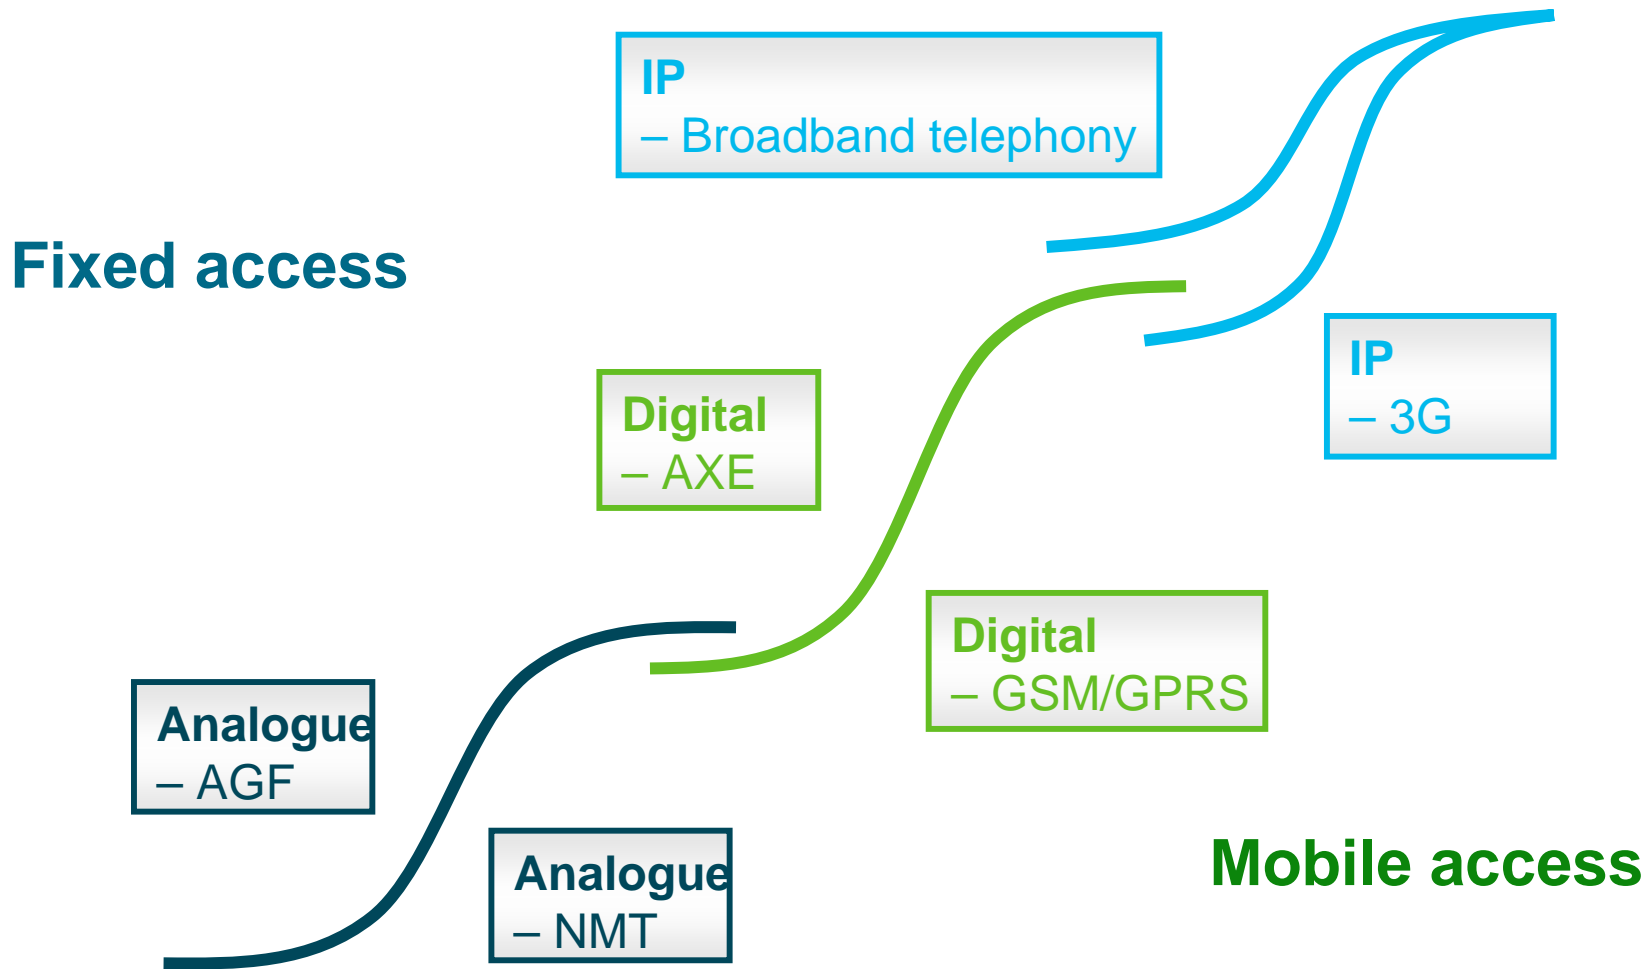 IP
– Broadband telephony
Fixed access
IP
– 3G
Digital
– AXE
Digital
– GSM/GPRS
Analogue
– AGF
Analogue
– NMT
Mobile access